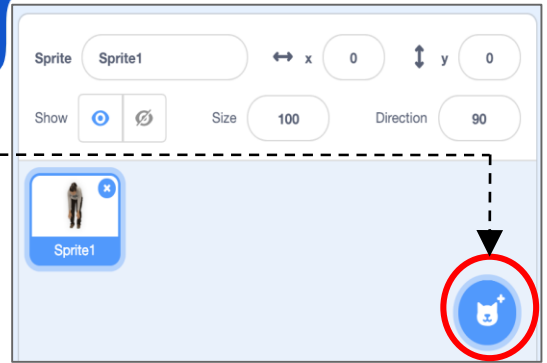 Sprite Sprite1 x 0 y 0
Show Size 100 Direction 90
Sprite1